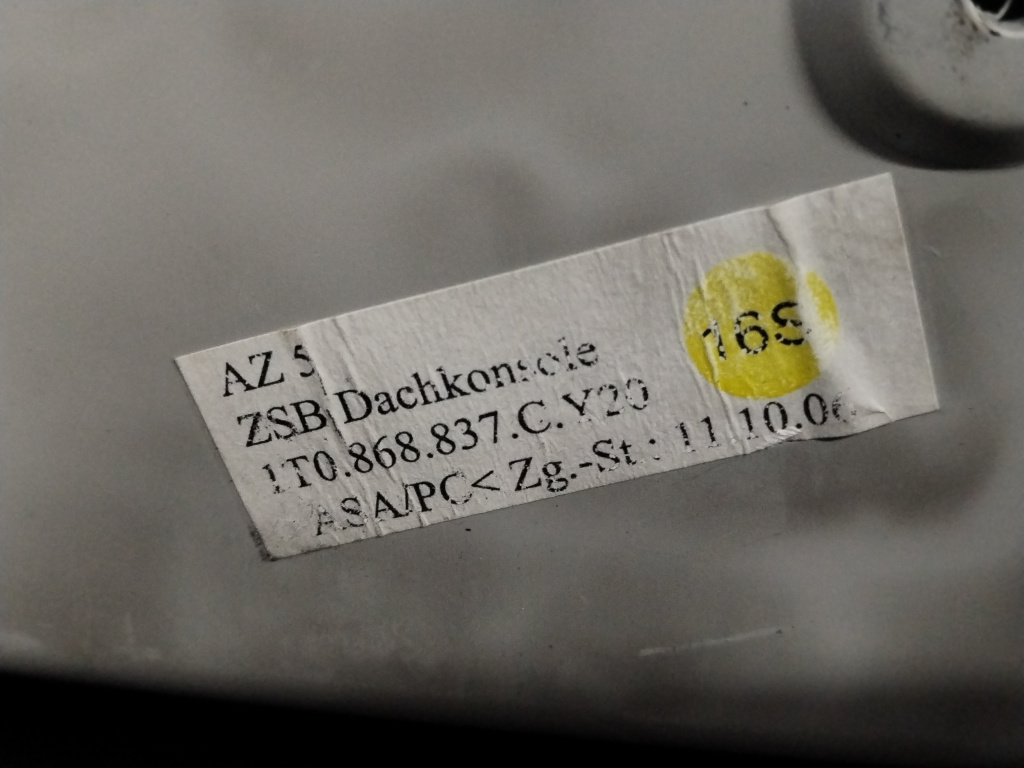 AZ 5
ZSB Dachkonsole
1T0.868.837.C.Y20
ASA/PC< Zg.-St : 11 10.06
16S